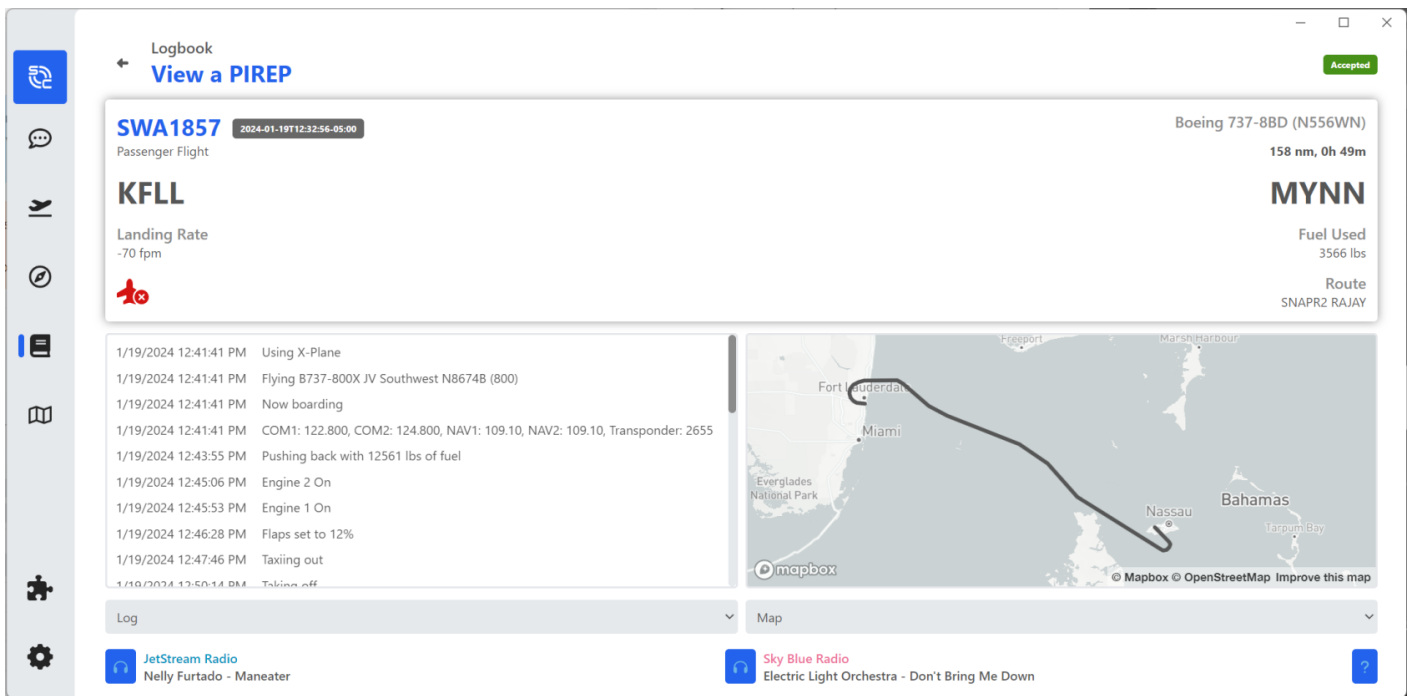 Logbook
View a PIREP
Accepted
SWA1857 2024-01-19T12:32:56-05:00
Boeing 737-8BD (N556WN)
Passenger Flight
158 nm, 0h 49m
KFLL
MYNN
Landing Rate
-70 fpm
Fuel Used
3566 lbs
Route
SNAPR2 RAJAY
1/19/2024 12:41:41 PM Using X-Plane
1/19/2024 12:41:41 PM Flying B737-800X JV Southwest N8674B (800)
1/19/2024 12:41:41 PM Now boarding
1/19/2024 12:41:41 PM COM1: 122.800, COM2: 124.800, NAV1: 109.10, NAV2: 109.10, Transponder: 2655
1/19/2024 12:43:55 PM Pushing back with 12561 lbs of fuel
1/19/2024 12:45:06 PM Engine 2 On
1/19/2024 12:45:53 PM Engine 1 On
1/19/2024 12:46:28 PM Flaps set to 12%
1/19/2024 12:47:46 PM Taxiing out
1/19/2024 12:50:14 PM Taking off
Freeport
Marsh Harbour
Fort Lauderdale
Miami
Everglades
National Park
Nassau
Bahamas
Tarpum Bay
mapbox
© Mapbox © OpenStreetMap Improve this map
Log
Map
JetStream Radio
Nelly Furtado - Maneater
Sky Blue Radio
Electric Light Orchestra - Don't Bring Me Down
?